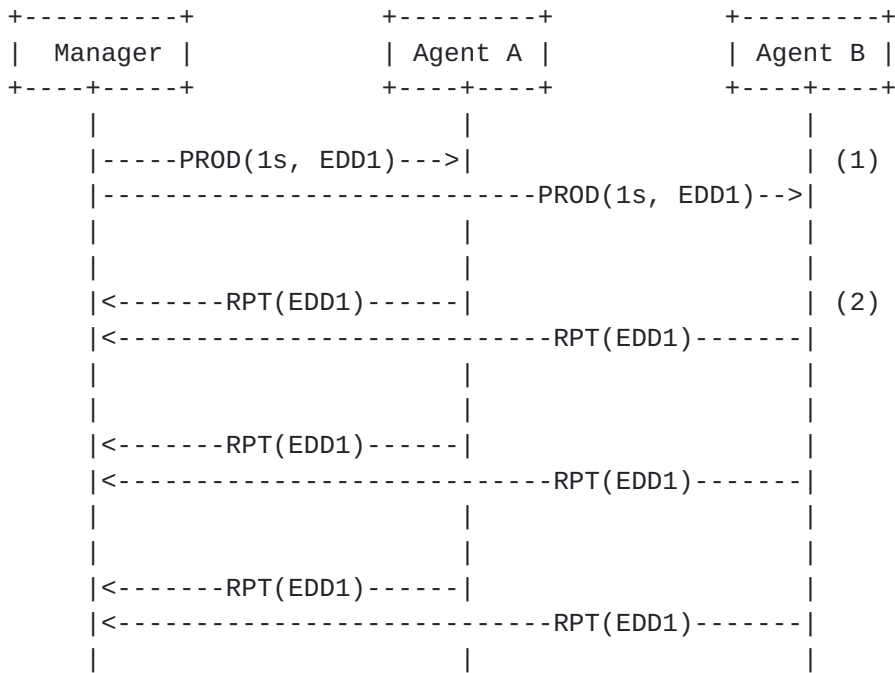 +----------+            +---------+           +---------+
|  Manager |            | Agent A |           | Agent B |
+----+-----+            +----+----+           +----+----+
     |                       |                     |
     |-----PROD(1s, EDD1)--->|                     | (1)
     |----------------------------PROD(1s, EDD1)-->|
     |                       |                     |
     |                       |                     |
     |<-------RPT(EDD1)------|                     | (2)
     |<----------------------------RPT(EDD1)-------|
     |                       |                     |
     |                       |                     |
     |<-------RPT(EDD1)------|                     |
     |<----------------------------RPT(EDD1)-------|
     |                       |                     |
     |                       |                     |
     |<-------RPT(EDD1)------|                     |
     |<----------------------------RPT(EDD1)-------|
     |                       |                     |